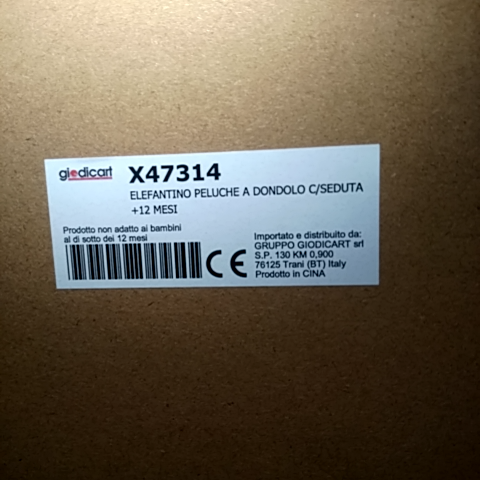 giodicart X47314
ELEFANTINO PELUCHE A DONDOLO C/SEDUTA
+12 MESI
Prodotto non adatto ai bambini
al di sotto dei 12 mesi
CE
Importato e distribuito da:
GRUPPO GIODICART srl
S.P. 130 KM 0,900
76125 Trani (BT) Italy
Prodotto in CINA